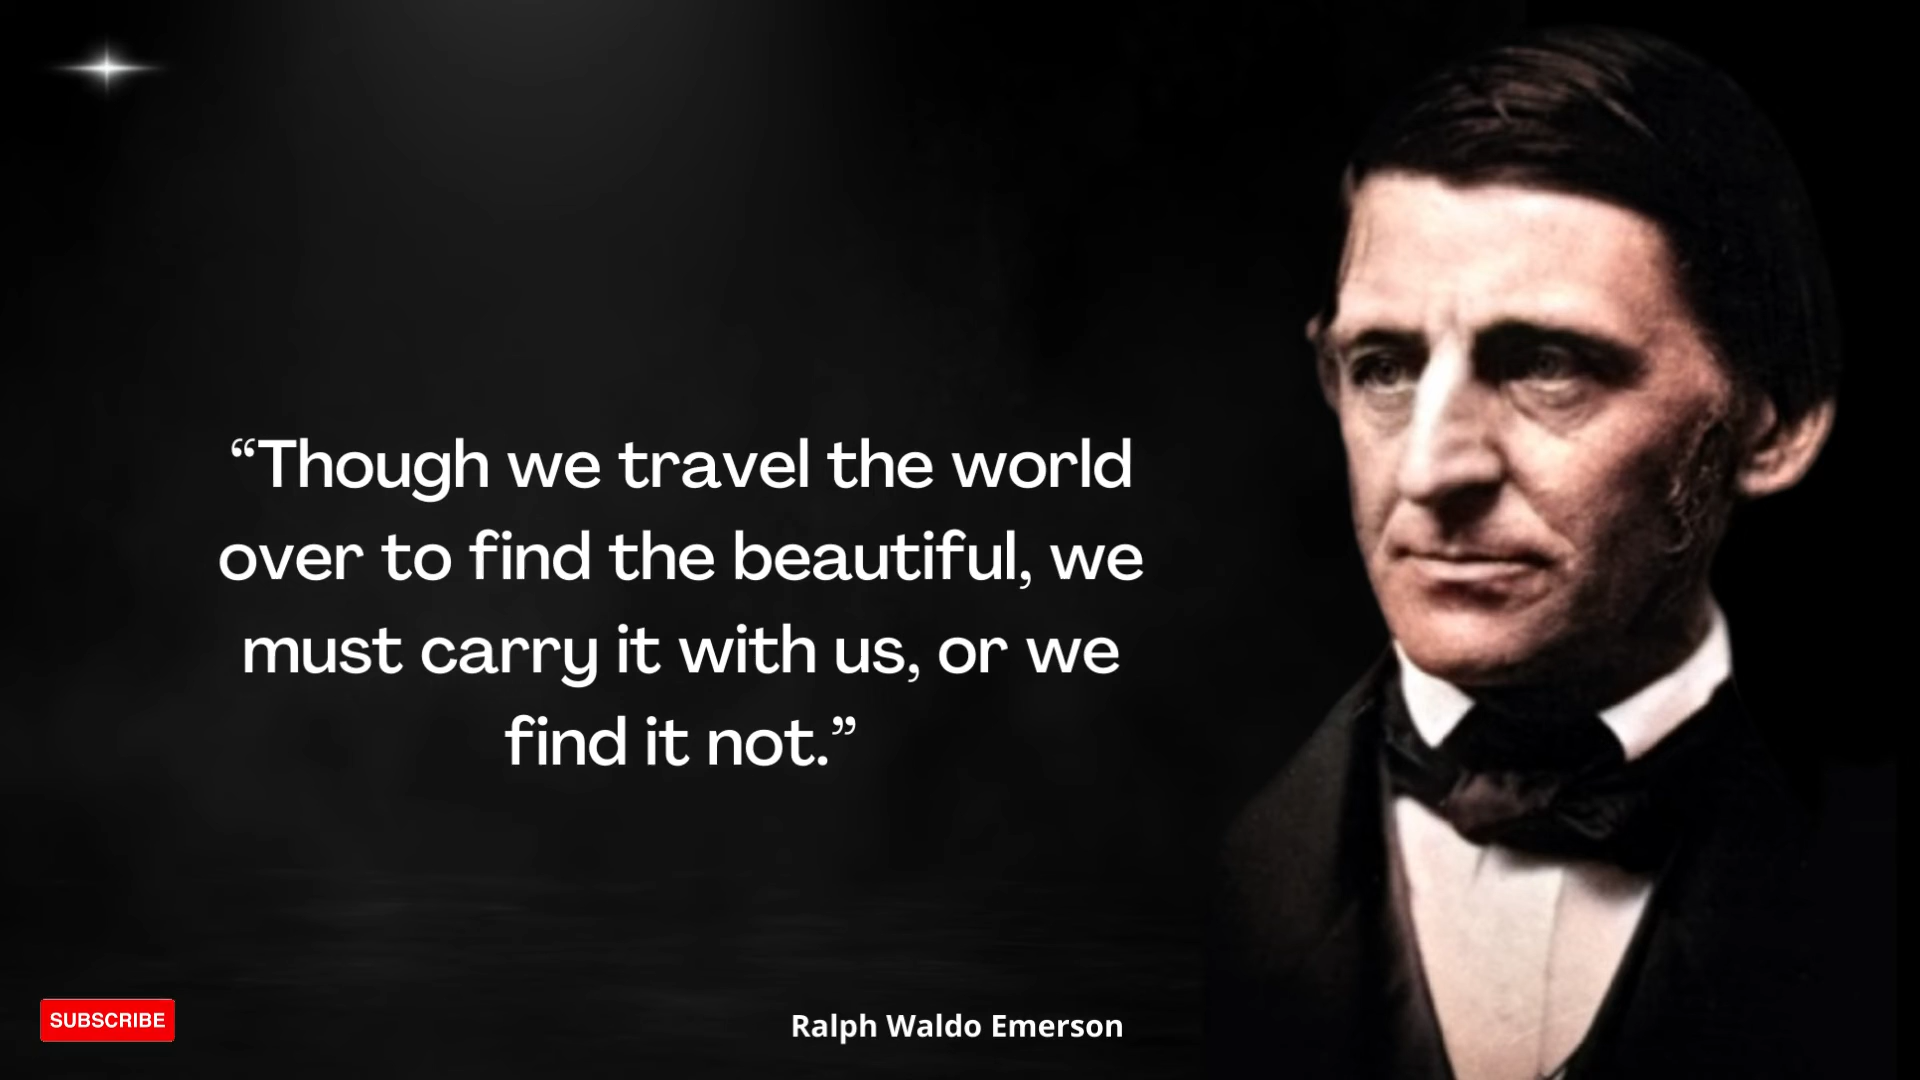 “Though we travel the world
over to find the beautiful, we
must carry it with us, or we
find it not.”
SUBSCRIBE
Ralph Waldo Emerson